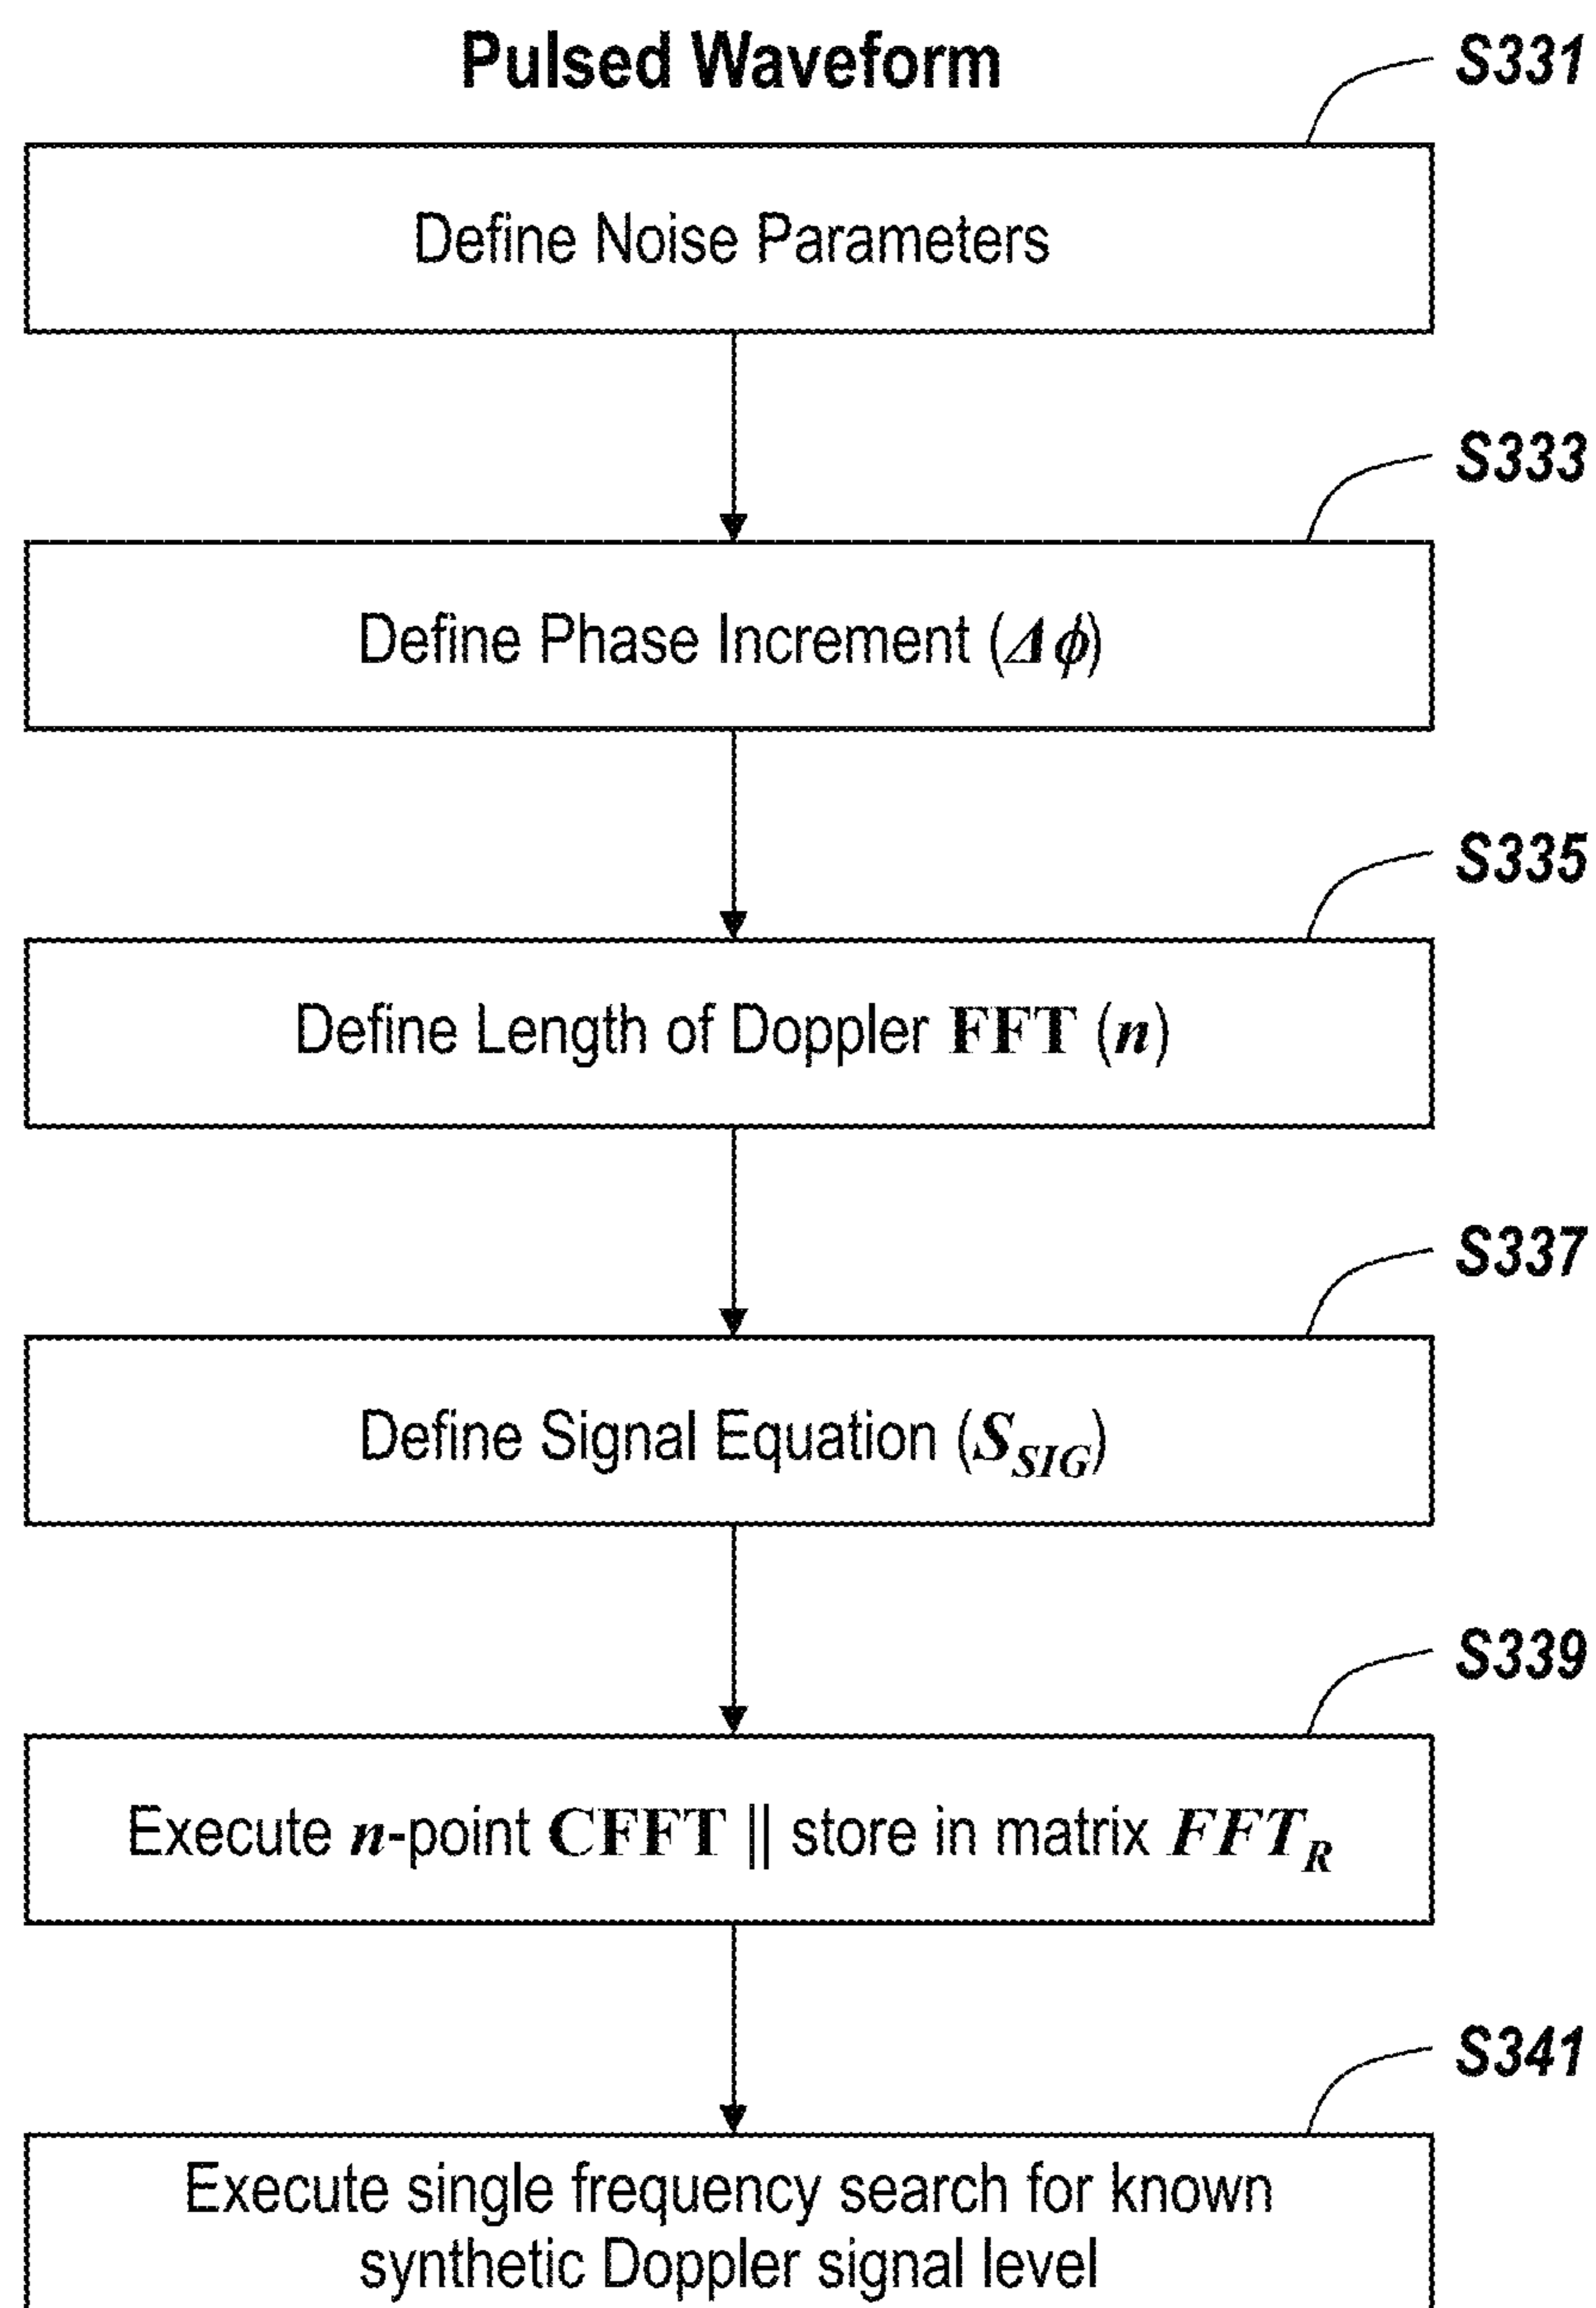 Pulsed Waveform
S331
Define Noise Parameters
S333
Define Phase Increment (Δϕ)
S335
Define Length of Doppler FFT (n)
S337
Define Signal Equation (S_SIG)
S339
Execute n-point CFFT || store in matrix FFT_R
S341
Execute single frequency search for known
synthetic Doppler signal level